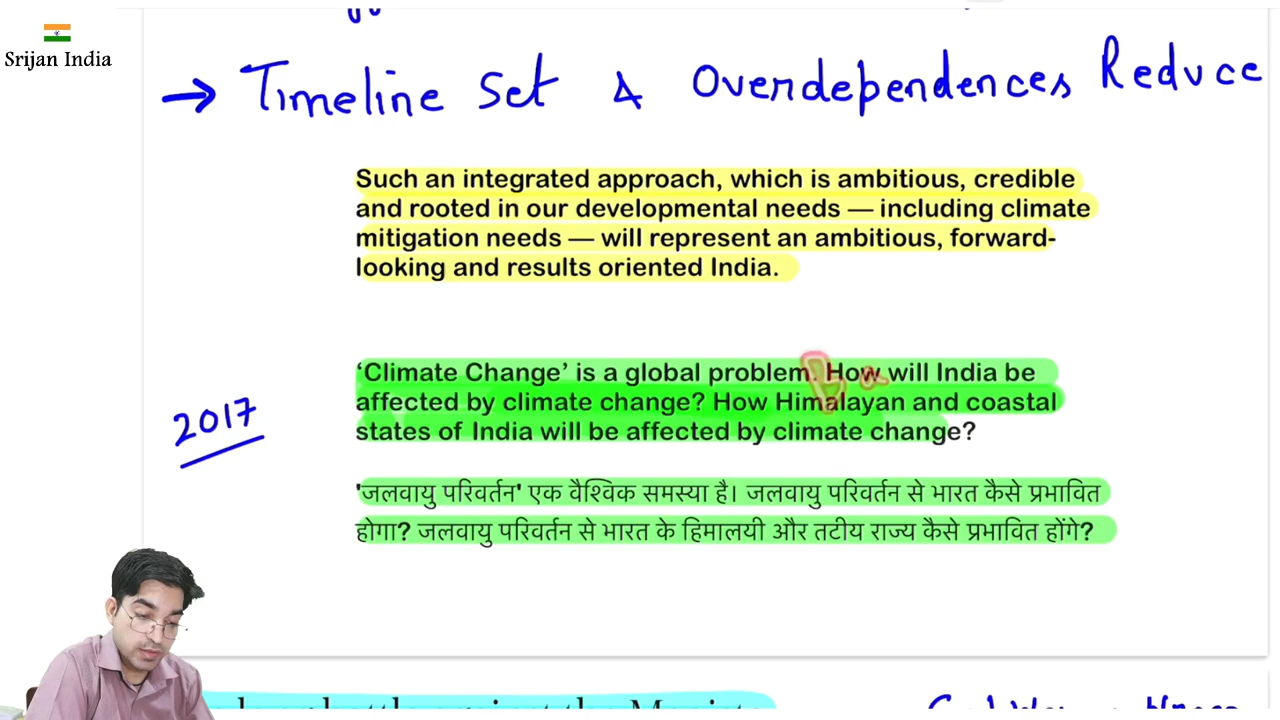 Srijan India
→ Timeline Set & Overdependences Reduce
Such an integrated approach, which is ambitious, credible
and rooted in our developmental needs — including climate
mitigation needs — will represent an ambitious, forward-
looking and results oriented India.
‘Climate Change’ is a global problem. How will India be
affected by climate change? How Himalayan and coastal
states of India will be affected by climate change?
Ba
2017
'जलवायु परिवर्तन' एक वैश्विक समस्या है। जलवायु परिवर्तन से भारत कैसे प्रभावित
होगा? जलवायु परिवर्तन से भारत के हिमालयी और तटीय राज्य कैसे प्रभावित होंगे?